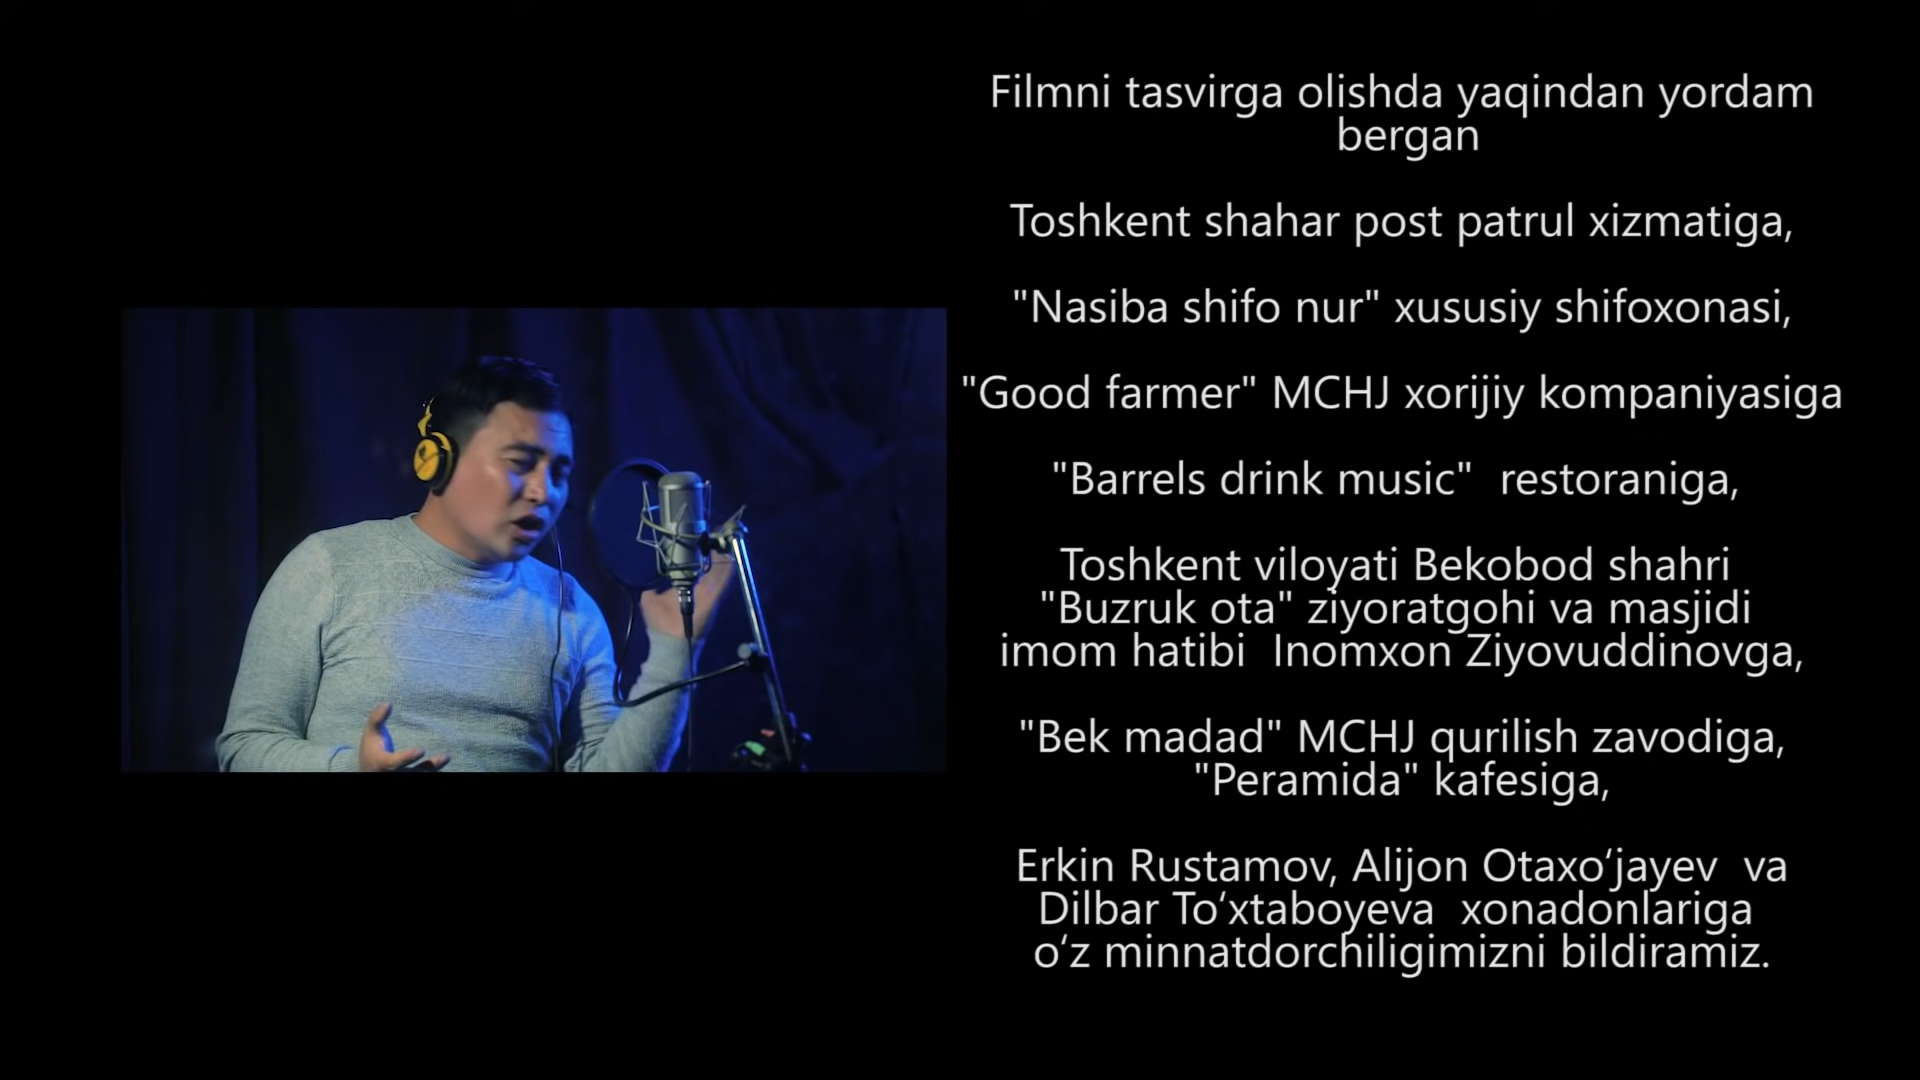 Filmni tasvirga olishda yaqindan yordam
bergan
Toshkent shahar post patrul xizmatiga,
"Nasiba shifo nur" xususiy shifoxonasi,
"Good farmer" MCHJ xorijiy kompaniyasiga
"Barrels drink music" restoraniga,
Toshkent viloyati Bekobod shahri
"Buzruk ota" ziyoratgohi va masjidi
imom hatibi Inomxon Ziyovuddinovga,
"Bek madad" MCHJ qurilish zavodiga,
"Peramida" kafesiga,
Erkin Rustamov, Alijon Otaxo‘jayev va
Dilbar To‘xtaboyeva xonadonlariga
o‘z minnatdorchiligimizni bildiramiz.